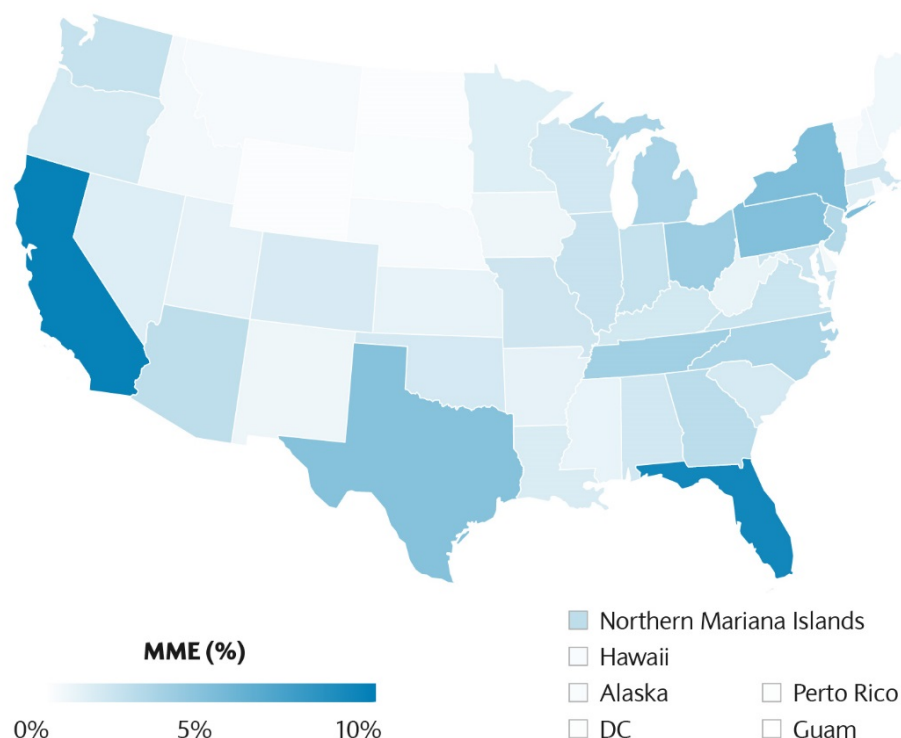 MME (%)
0% 5% 10%
Northern Mariana Islands
Hawaii
Alaska
DC
Perto Rico
Guam